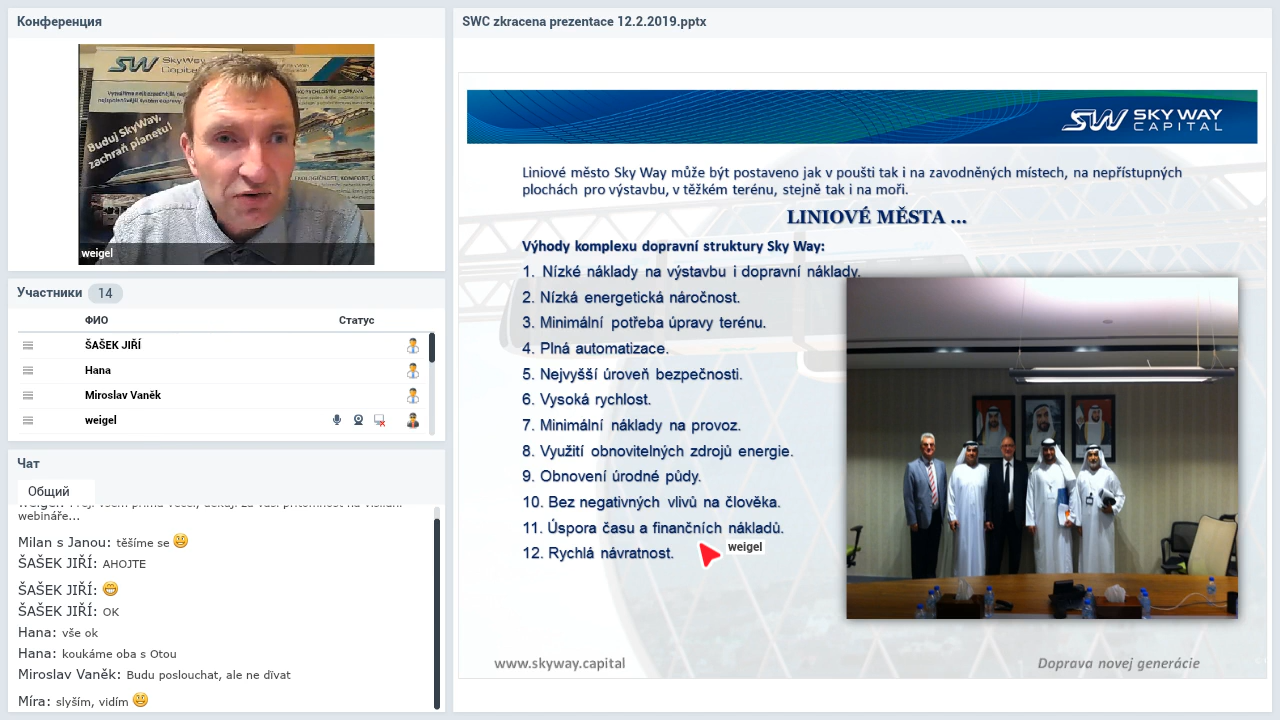 Конференция
SW SkyWay
Capital
Buduj SkyWay,
zachraň planetu!
weigel
Участники 14
ФИО Статус
ŠAŠEK JIŘÍ
Hana
Miroslav Vaněk
weigel
Чат
Общий
webináře...
Milan s Janou: těšíme se
ŠAŠEK JIŘÍ: AHOJTE
ŠAŠEK JIŘÍ:
ŠAŠEK JIŘÍ: OK
Hana: vše ok
Hana: koukáme oba s Otou
Miroslav Vaněk: Budu poslouchat, ale ne dívat
Míra: slyším, vidím
SWC zkracena prezentace 12.2.2019.pptx
SW SKY WAY
CAPITAL
Liniové město Sky Way může být postaveno jak v poušti tak i na zavodněných místech, na nepřístupných
plochách pro výstavbu, v těžkém terénu, stejně tak i na moři.
LINIOVÉ MĚSTA ...
Výhody komplexu dopravní struktury Sky Way:
1. Nízké náklady na výstavbu i dopravní náklady.
2. Nízká energetická náročnost.
3. Minimální potřeba úpravy terénu.
4. Plná automatizace.
5. Nejvyšší úroveň bezpečnosti.
6. Vysoká rychlost.
7. Minimální náklady na provoz.
8. Využití obnovitelných zdrojů energie.
9. Obnovení úrodné půdy.
10. Bez negativných vlivů na člověka.
11. Úspora času a finančních nákladů.
12. Rychlá návratnost.
weigel
www.skyway.capital
Doprava novej generácie